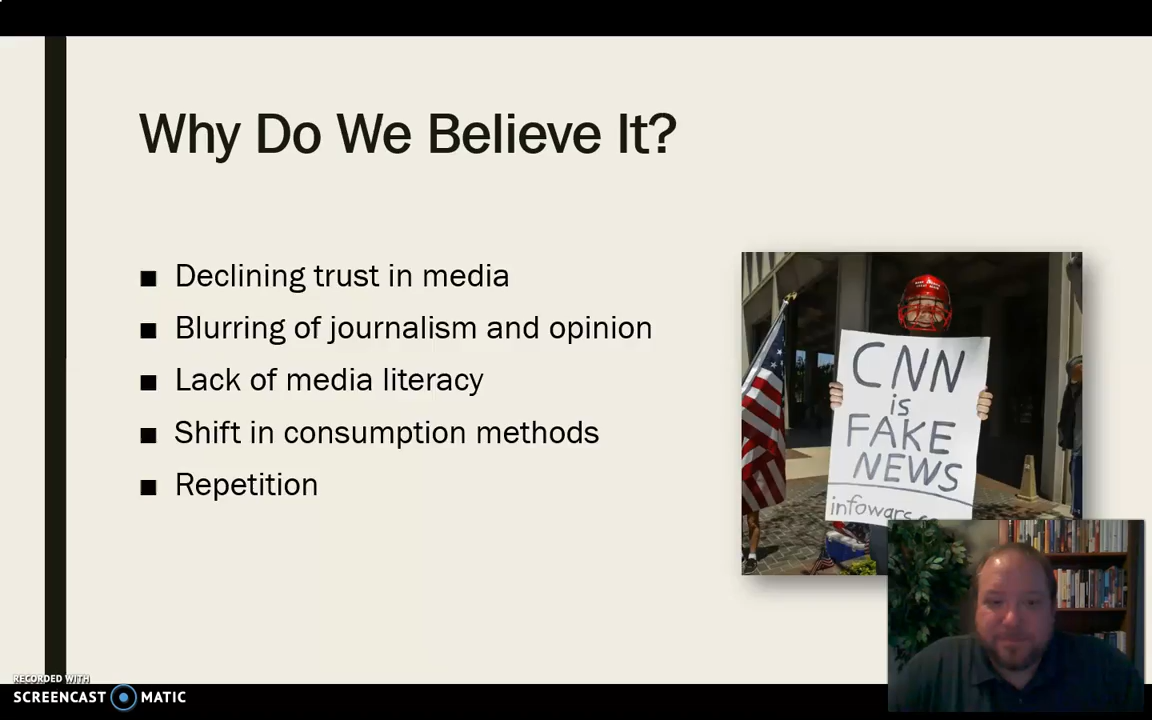 Why Do We Believe It?
Declining trust in media
Blurring of journalism and opinion
Lack of media literacy
Shift in consumption methods
Repetition
CNN
is
FAKE
NEWS
infowars
RECORDED WITH
SCREENCAST MATIC